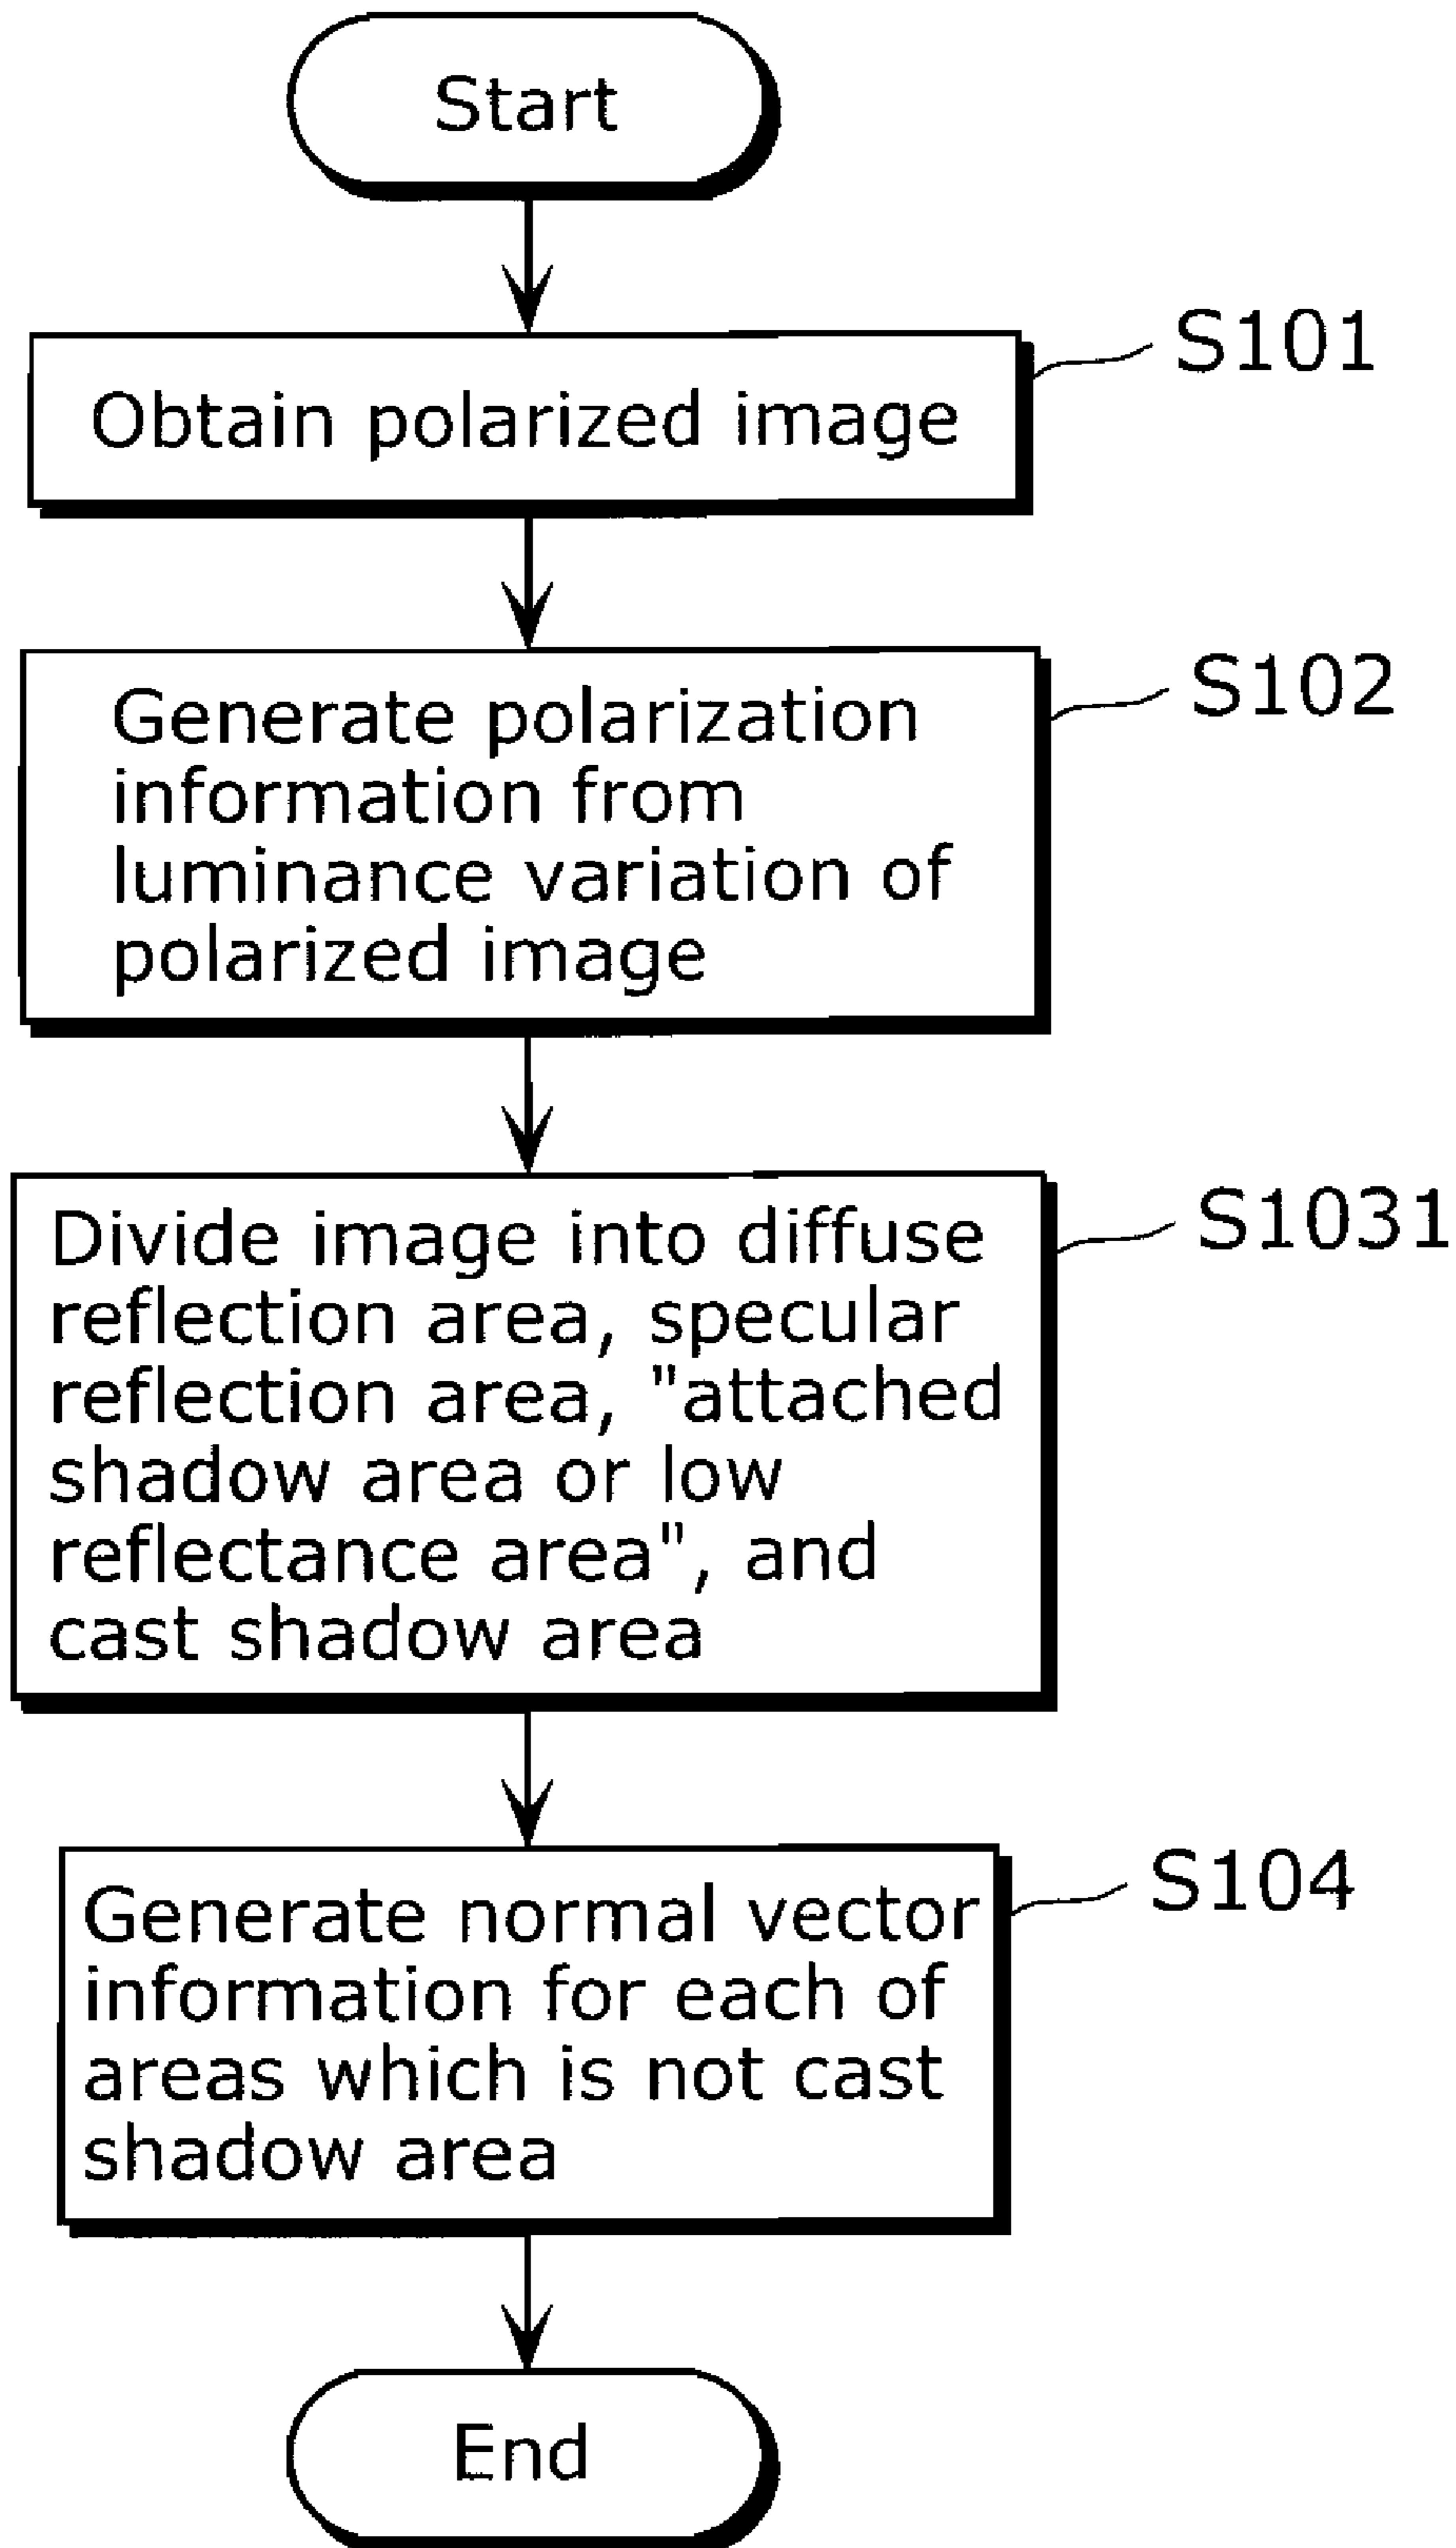 Start
S101
Obtain polarized image
S102
Generate polarization
information from
luminance variation of
polarized image
S1031
Divide image into diffuse
reflection area, specular
reflection area, "attached
shadow area or low
reflectance area", and
cast shadow area
S104
Generate normal vector
information for each of
areas which is not cast
shadow area
End